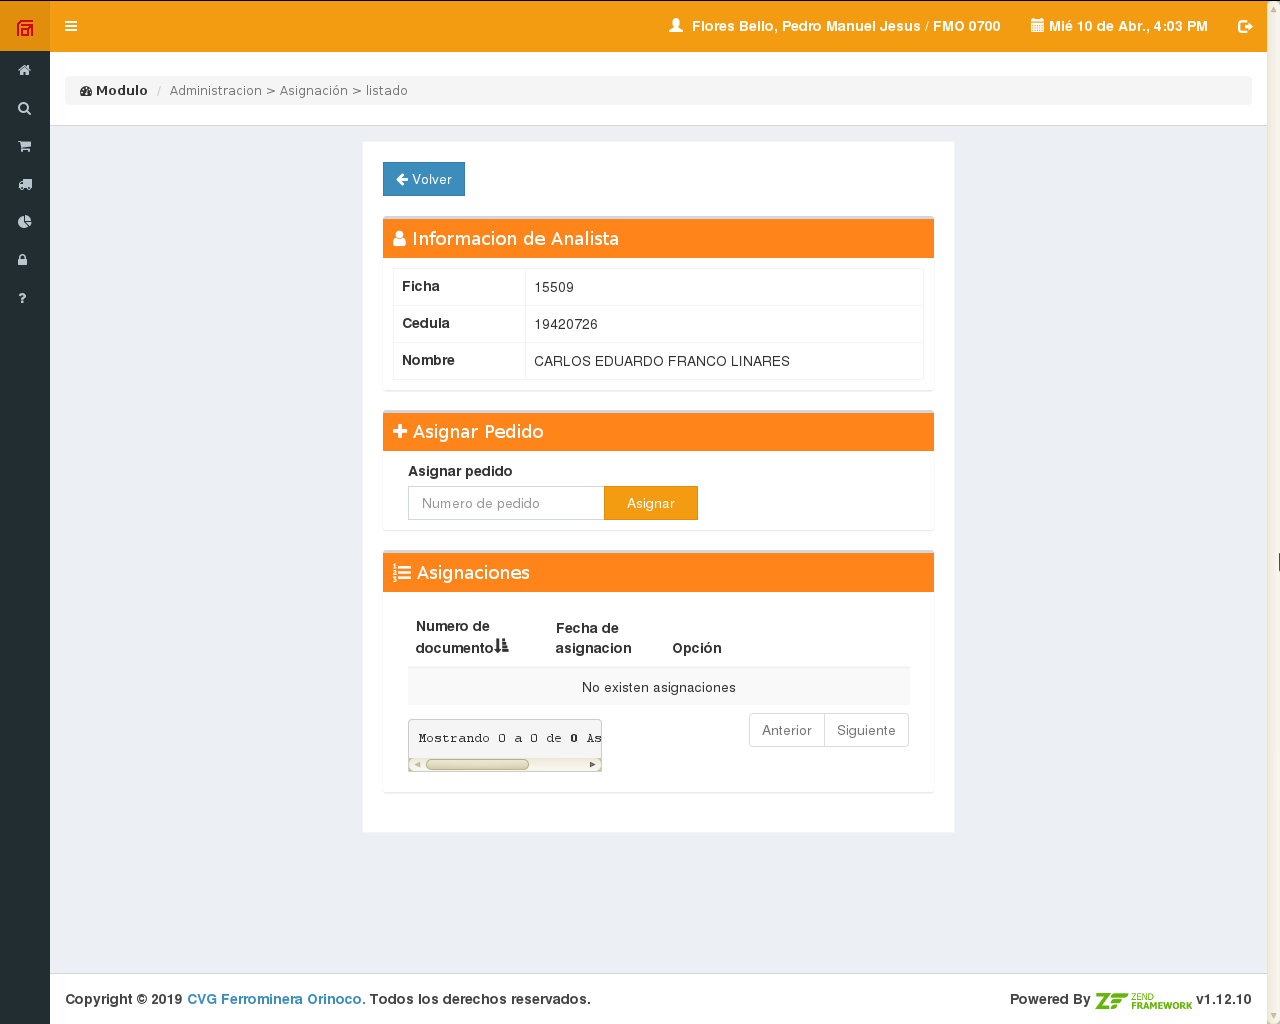 Flores Bello, Pedro Manuel Jesus / FMO 0700 Mié 10 de Abr., 4:03 PM
Modulo / Administracion > Asignación > listado
Volver
Informacion de Analista
Ficha 15509
Cedula 19420726
Nombre CARLOS EDUARDO FRANCO LINARES
Asignar Pedido
Asignar pedido
Numero de pedido Asignar
Asignaciones
Numero de documento Fecha de asignacion Opción
No existen asignaciones
Mostrando 0 a 0 de 0 As
Anterior Siguiente
Copyright © 2019 CVG Ferrominera Orinoco. Todos los derechos reservados. Powered By ZEND FRAMEWORK v1.12.10